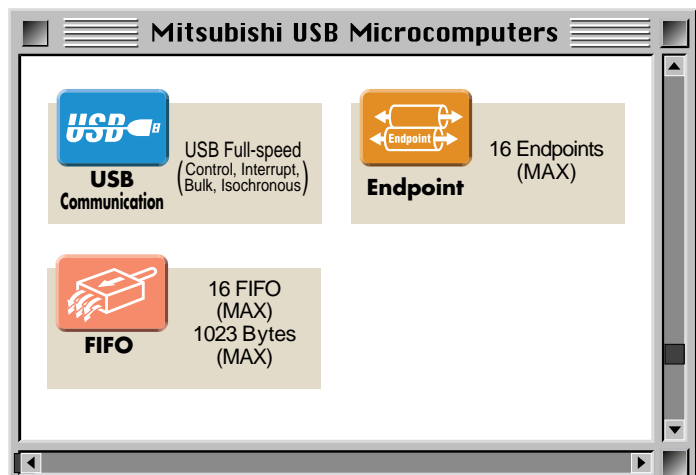 Mitsubishi USB Microcomputers
USB
USB
Communication
USB Full-speed
(Control, Interrupt,
Bulk, Isochronous)
Endpoint
Endpoint
16 Endpoints
(MAX)
FIFO
16 FIFO
(MAX)
1023 Bytes
(MAX)